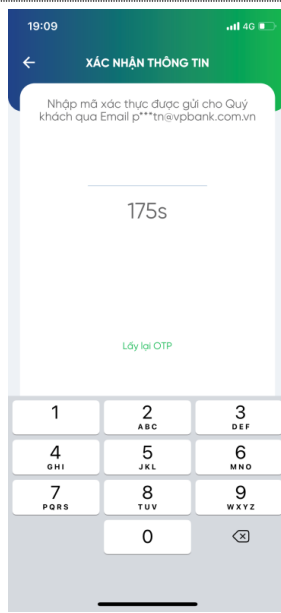 19:09 4G
XÁC NHẬN THÔNG TIN
Nhập mã xác thực được gửi cho Quý
khách qua Email p***tn@vpbank.com.vn
175s
Lấy lại OTP
1 2 3
ABC DEF
4 5 6
GHI JKL MNO
7 8 9
PQRS TUV WXYZ
0